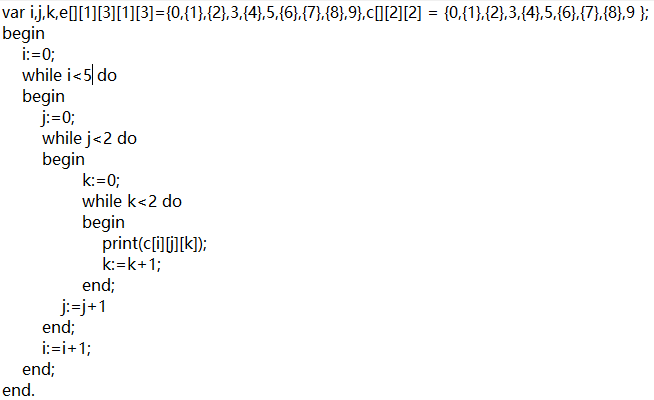 var i,j,k,e[][1][3][1][3]={0,{1},{2},3,{4},5,{6},{7},{8},9},c[][2][2] = {0,{1},{2},3,{4},5,{6},{7},{8},9 };
begin
i:=0;
while i<5 do
begin
j:=0;
while j<2 do
begin
k:=0;
while k<2 do
begin
print(c[i][j][k]);
k:=k+1;
end;
j:=j+1
end;
i:=i+1;
end;
end.